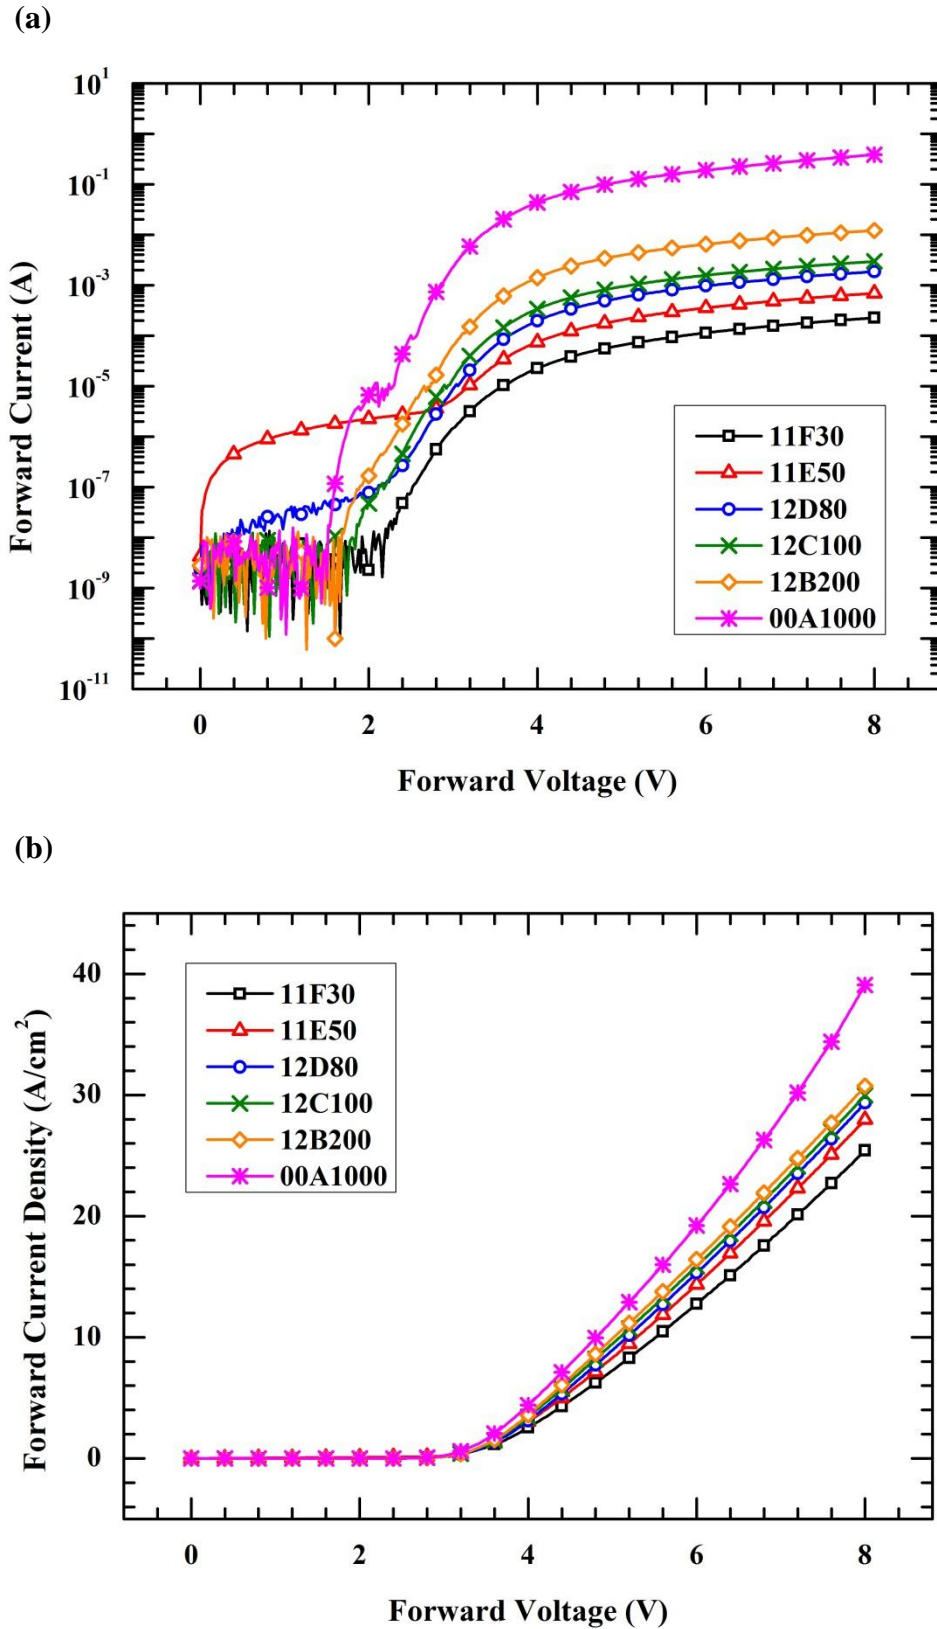 (a)
10^1
10^-1
10^-3
10^-5
10^-7
10^-9
10^-11
Forward Current (A)
11F30
11E50
12D80
12C100
12B200
00A1000
0 2 4 6 8
Forward Voltage (V)
(b)
40
30
20
10
0
Forward Current Density (A/cm^2)
11F30
11E50
12D80
12C100
12B200
00A1000
0 2 4 6 8
Forward Voltage (V)